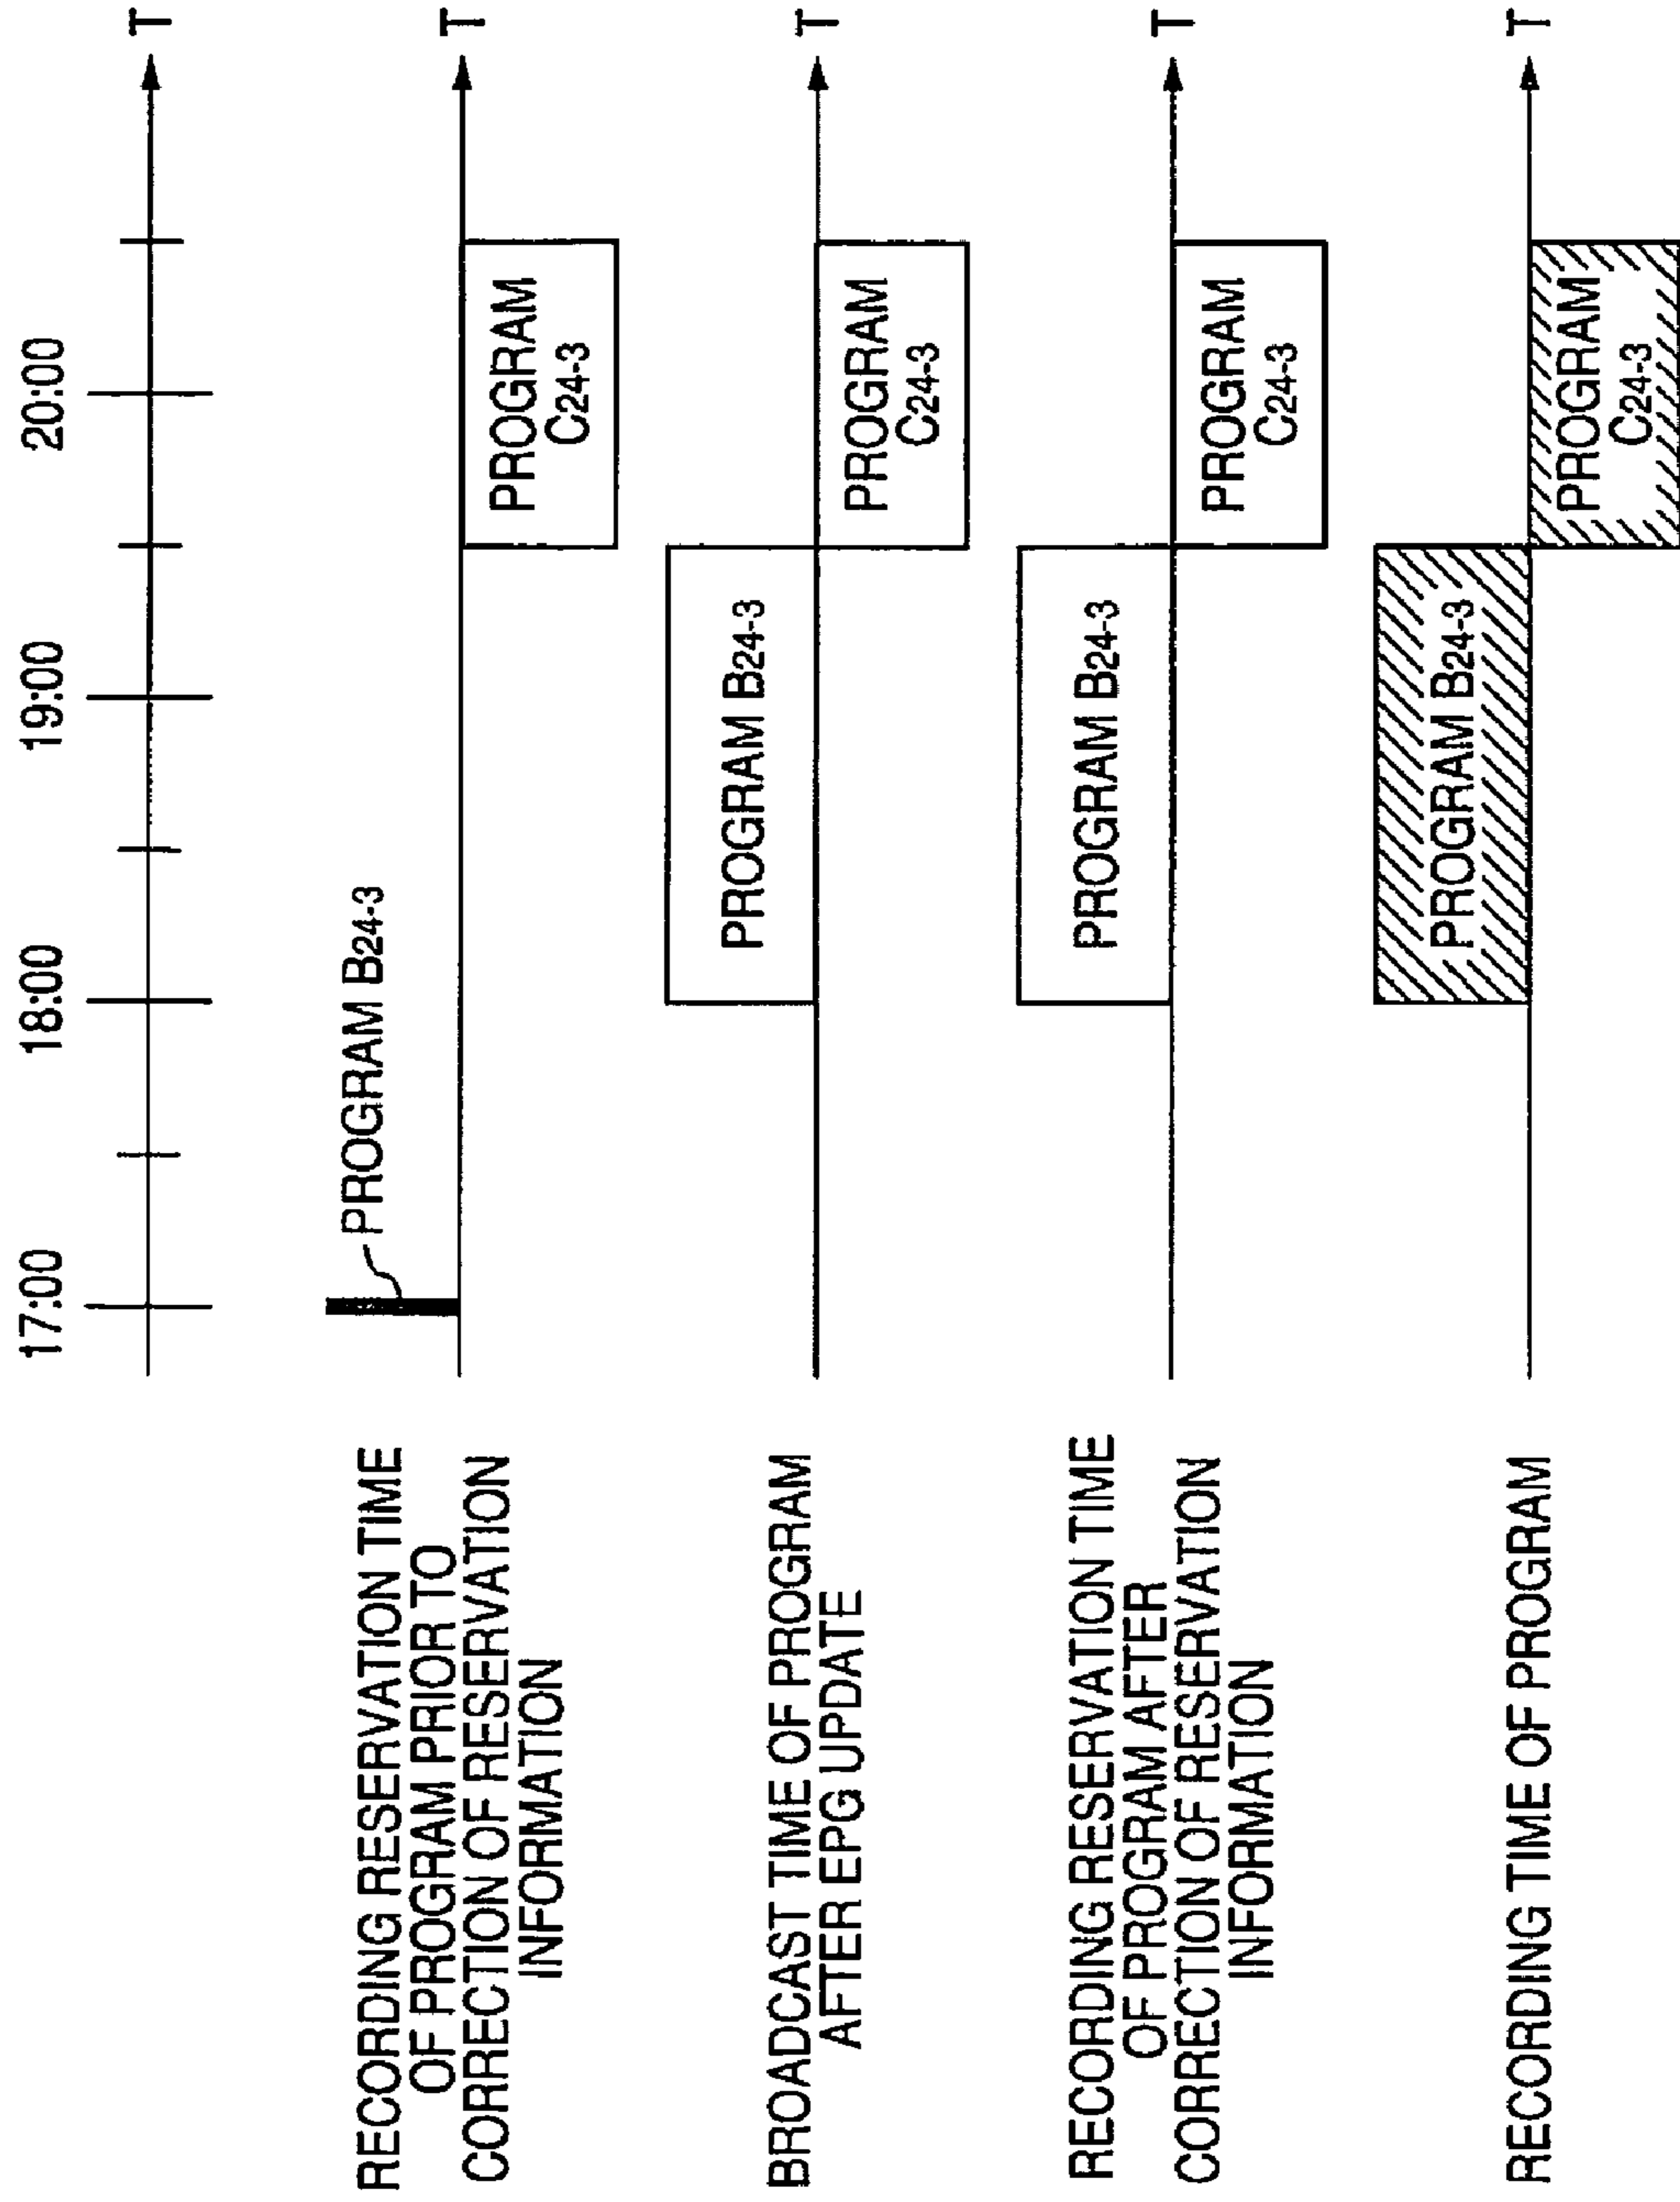 17:00
18:00
19:00
20:00
T
RECORDING RESERVATION TIME
OF PROGRAM PRIOR TO
CORRECTION OF RESERVATION
INFORMATION
PROGRAM B24-3
PROGRAM
C24-3
T
BROADCAST TIME OF PROGRAM
AFTER EPG UPDATE
PROGRAM B24-3
PROGRAM
C24-3
T
RECORDING RESERVATION TIME
OF PROGRAM AFTER
CORRECTION OF RESERVATION
INFORMATION
PROGRAM B24-3
PROGRAM
C24-3
T
RECORDING TIME OF PROGRAM
PROGRAM B24-3
PROGRAM
C24-3
T